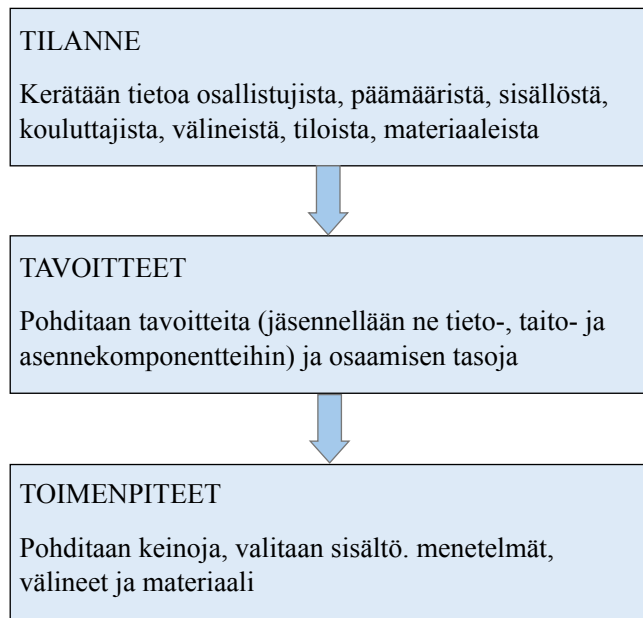 TILANNE
Kerätään tietoa osallistujista, päämääristä, sisällöstä,
kouluttajista, välineistä, tiloista, materiaaleista
TAVOITTEET
Pohditaan tavoitteita (jäsennellään ne tieto-, taito- ja
asennekomponentteihin) ja osaamisen tasoja
TOIMENPITEET
Pohditaan keinoja, valitaan sisältö. menetelmät,
välineet ja materiaali